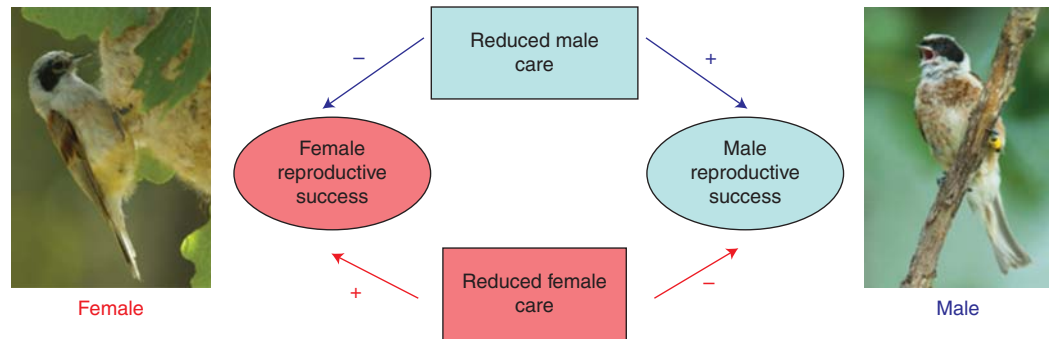 Reduced male
care
−
+
Female
reproductive
success
Male
reproductive
success
+
Reduced female
care
−
Female
Male